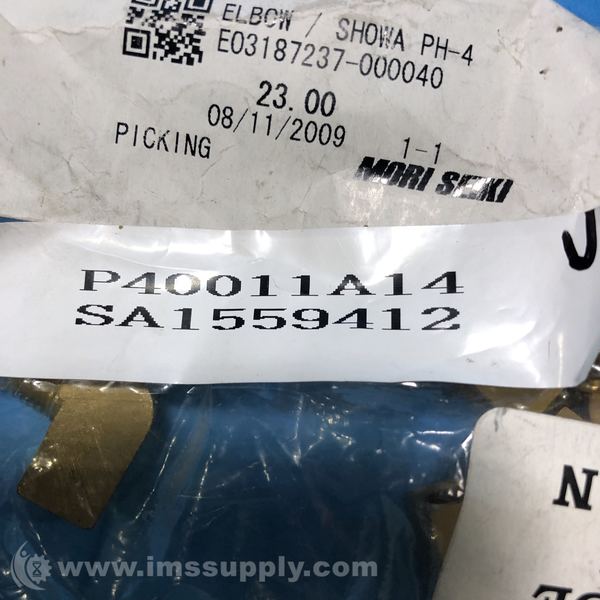 ELBOW / SHOWA PH-4
E03187237-000040
23.00
08/11/2009
PICKING
1-1
MORI SEIKI
P40011A14
SA1559412
N
www.imssupply.com